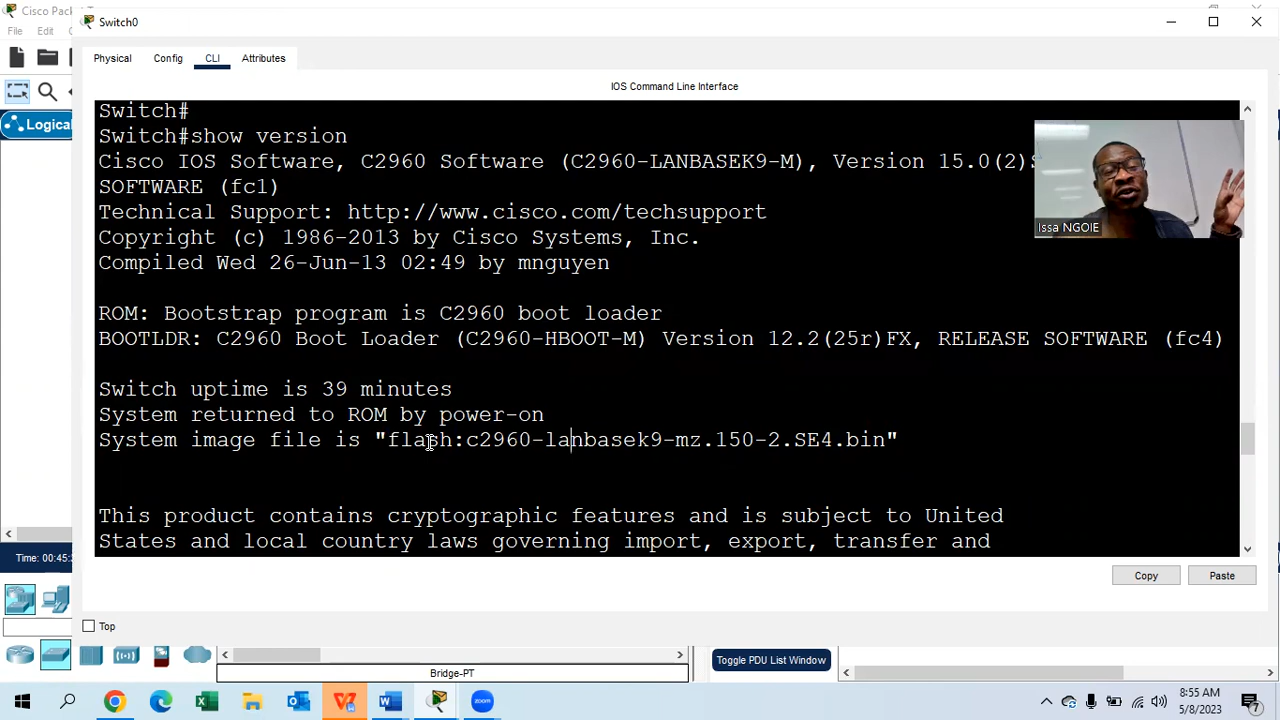 Cisco Pac
Switch0
File
Edit
Physical
Config
CLI
Attributes
IOS Command Line Interface
Logical
Switch#
Switch#show version
Cisco IOS Software, C2960 Software (C2960-LANBASEK9-M), Version 15.0(2)
SOFTWARE (fc1)
Technical Support: http://www.cisco.com/techsupport
Copyright (c) 1986-2013 by Cisco Systems, Inc.
Compiled Wed 26-Jun-13 02:49 by mnguyen
ROM: Bootstrap program is C2960 boot loader
BOOTLDR: C2960 Boot Loader (C2960-HBOOT-M) Version 12.2(25r)FX, RELEASE SOFTWARE (fc4)
Switch uptime is 39 minutes
System returned to ROM by power-on
System image file is "flash:c2960-lanbasek9-mz.150-2.SE4.bin"
This product contains cryptographic features and is subject to United
States and local country laws governing import, export, transfer and
Issa NGOIE
Time: 00:45:
Copy
Paste
Top
Bridge-PT
Toggle PDU List Window
8:55 AM
5/8/2023
7